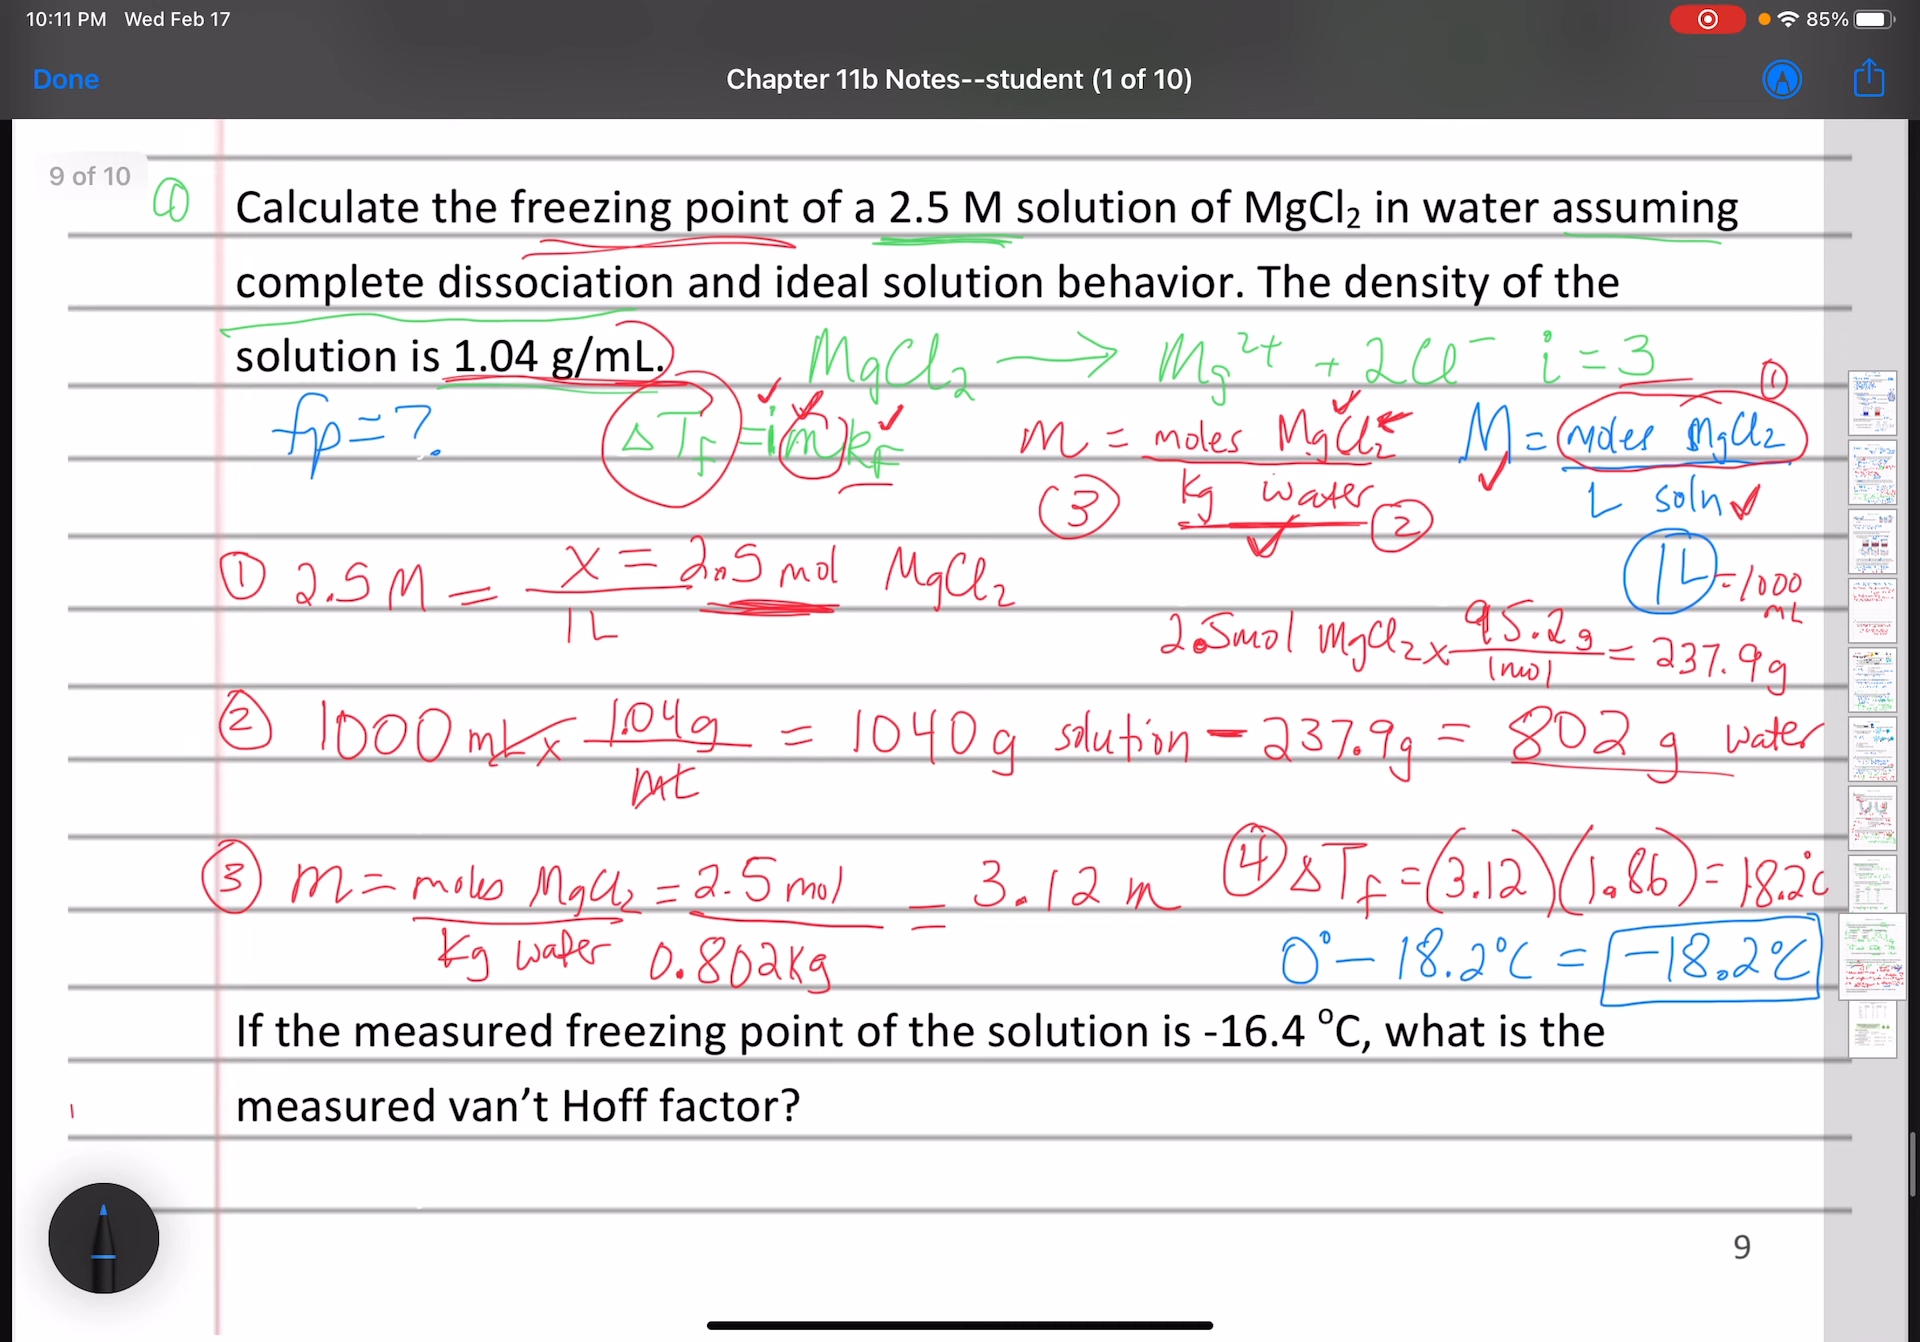 10:11 PM Wed Feb 17 85%
Done Chapter 11b Notes--student (1 of 10)
9 of 10
① Calculate the freezing point of a 2.5 M solution of MgCl₂ in water assuming
complete dissociation and ideal solution behavior. The density of the
solution is 1.04 g/mL. MgCl₂ → Mg²⁺ + 2Cl⁻ i = 3
fp = ? ΔTf = i m kf m = moles MgCl₂ / kg water ③ ② M = moles MgCl₂ / L soln ①
① 2.5 M = x / 1L = 2.5 mol MgCl₂ 1L = 1000 mL
2.5 mol MgCl₂ x 95.2 g / 1 mol = 237.9 g
② 1000 mL x 1.04 g / mL = 1040 g solution - 237.9 g = 802 g water
③ m = moles MgCl₂ / kg water = 2.5 mol / 0.802 kg = 3.12 m ④ ΔTf = (3.12)(1.86) = 18.2°C
0° - 18.2°C = -18.2°C
If the measured freezing point of the solution is -16.4 °C, what is the
measured van't Hoff factor?
9